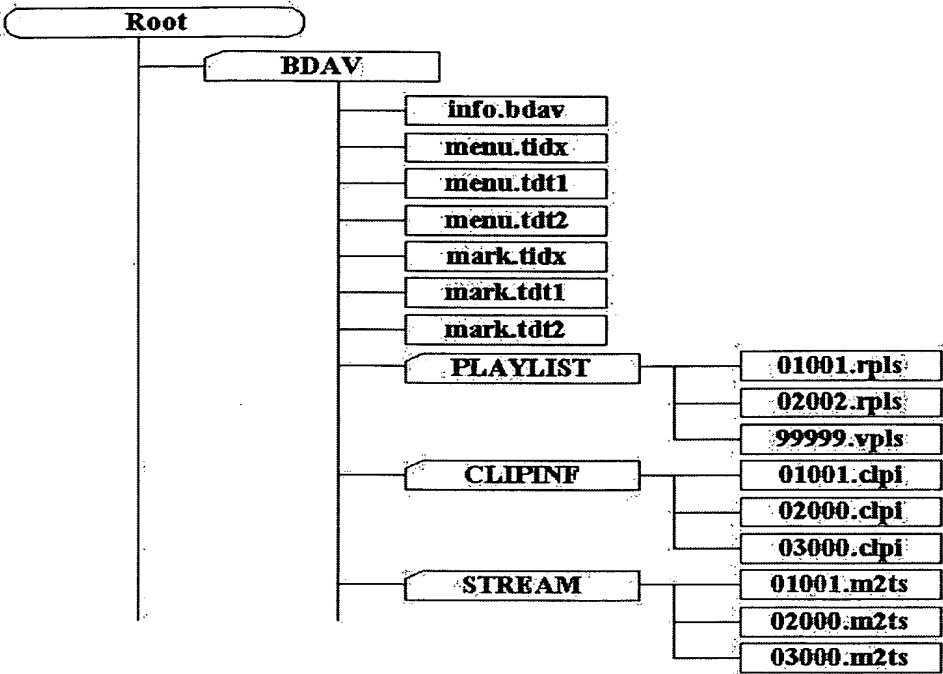 Root
BDAV
info.bdav
menu.tidx
menu.tdt1
menu.tdt2
mark.tidx
mark.tdt1
mark.tdt2
PLAYLIST
01001.rpls
02002.rpls
99999.vpls
CLIPINF
01001.clpi
02000.clpi
03000.clpi
STREAM
01001.m2ts
02000.m2ts
03000.m2ts